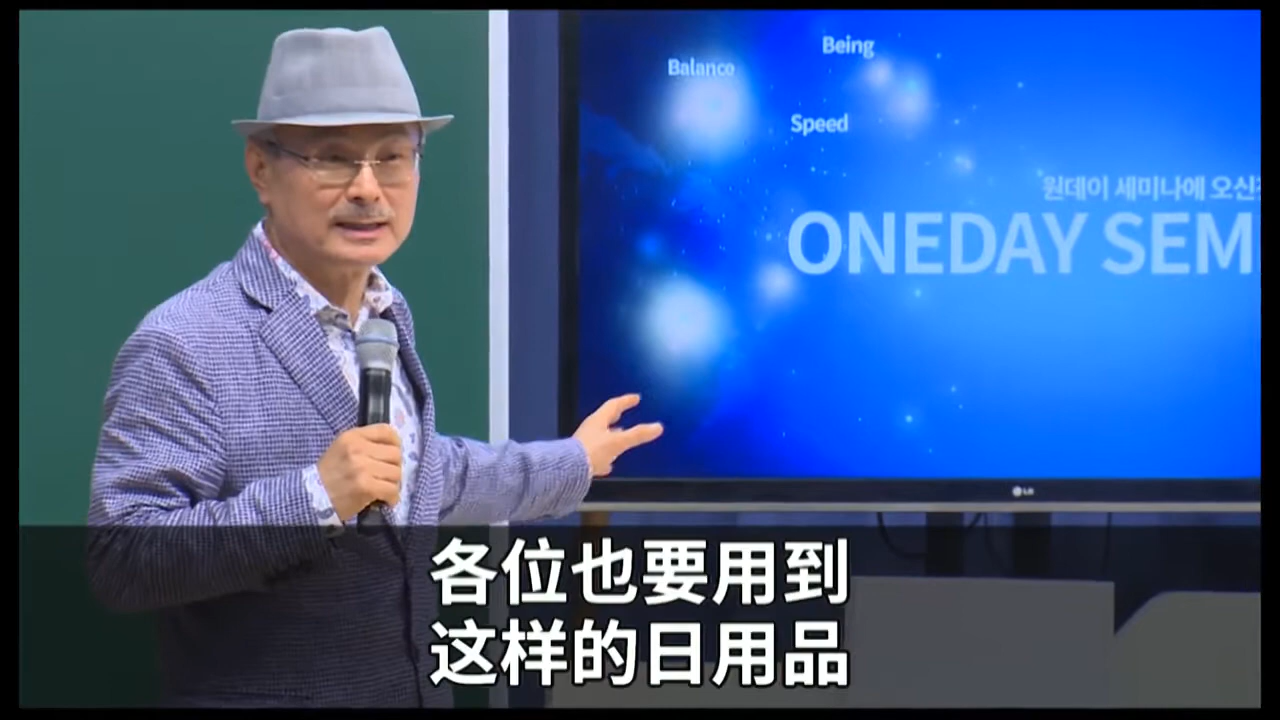 Being
Balance
Speed
원데이 세미나에 오신
ONEDAY SEM
LG
各位也要用到
这样的日用品